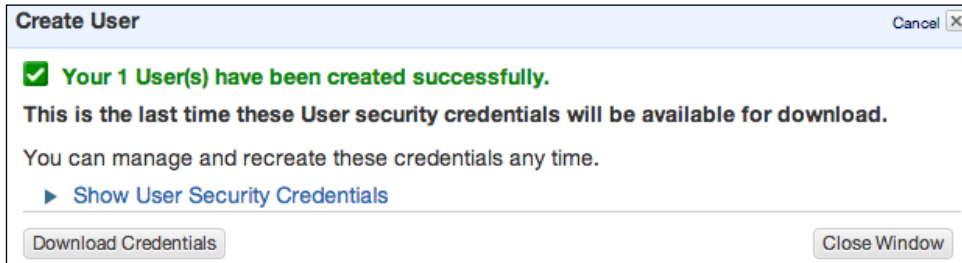 Create User
Cancel
Your 1 User(s) have been created successfully.
This is the last time these User security credentials will be available for download.
You can manage and recreate these credentials any time.
Show User Security Credentials
Download Credentials
Close Window